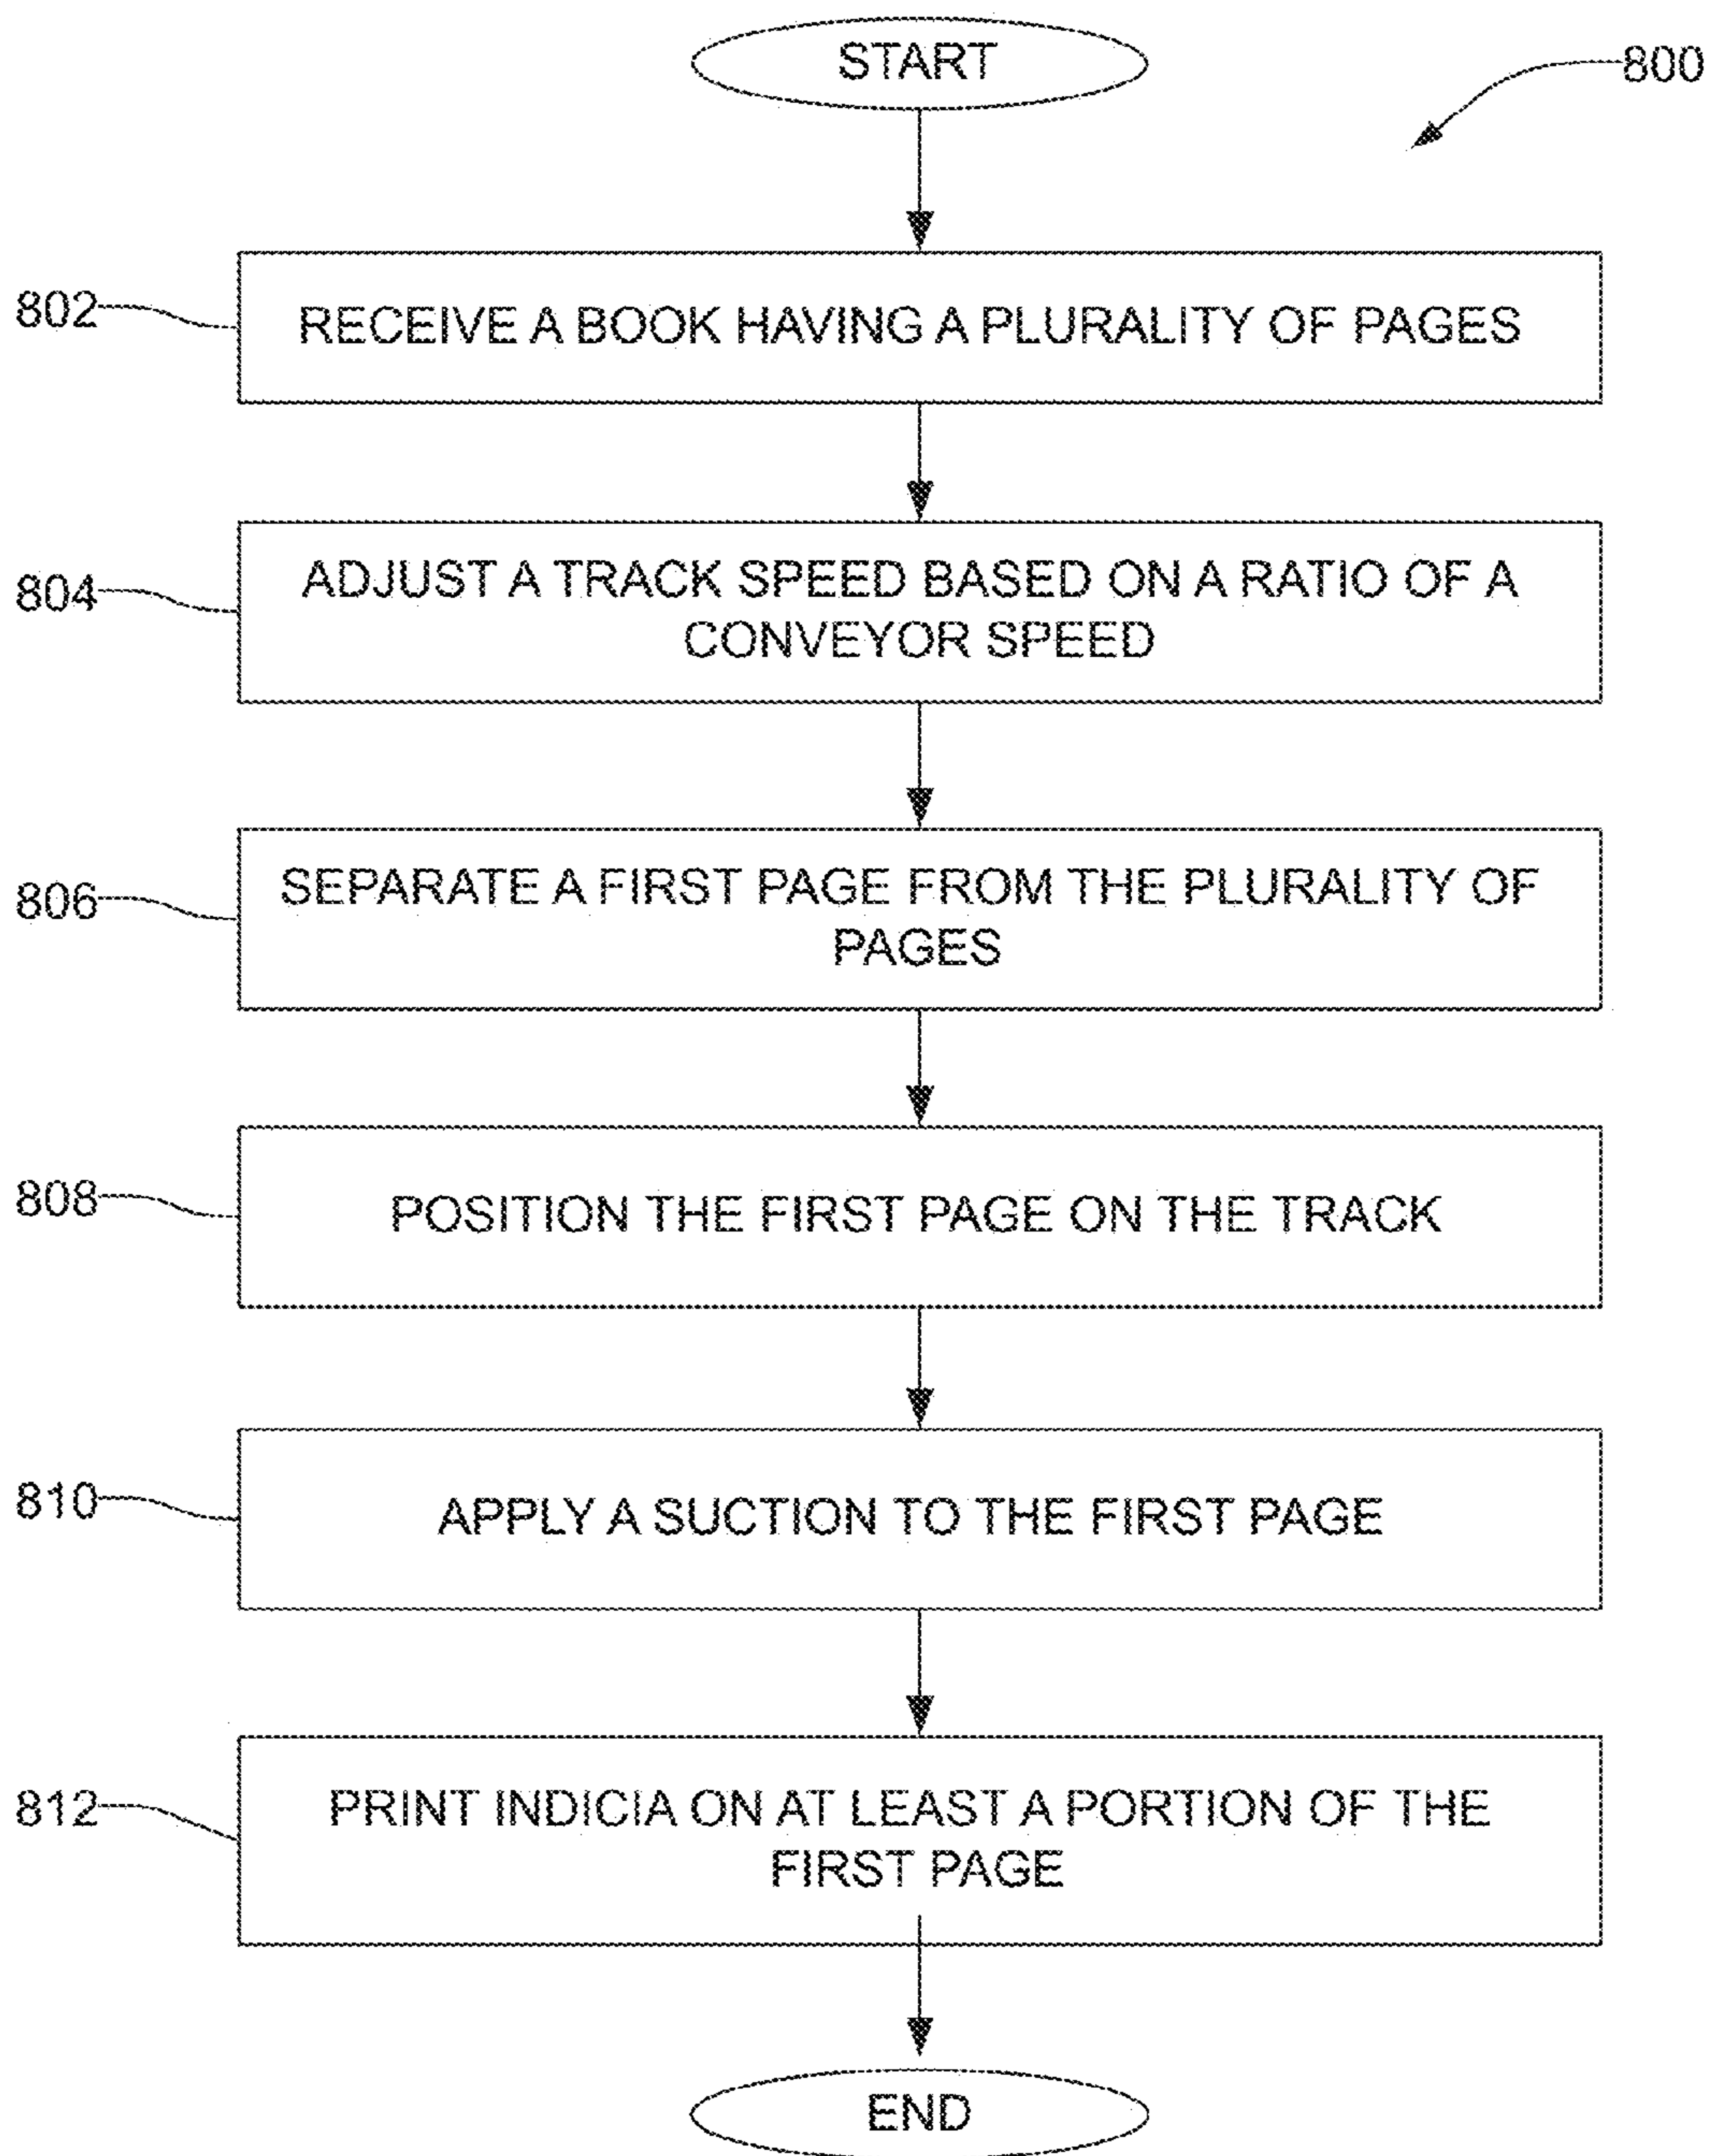 START
800
802
RECEIVE A BOOK HAVING A PLURALITY OF PAGES
804
ADJUST A TRACK SPEED BASED ON A RATIO OF A
CONVEYOR SPEED
806
SEPARATE A FIRST PAGE FROM THE PLURALITY OF
PAGES
808
POSITION THE FIRST PAGE ON THE TRACK
810
APPLY A SUCTION TO THE FIRST PAGE
812
PRINT INDICIA ON AT LEAST A PORTION OF THE
FIRST PAGE
END